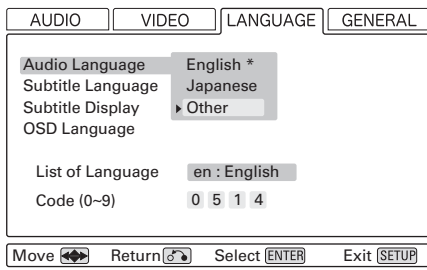 AUDIO VIDEO LANGUAGE GENERAL
Audio Language English *
Subtitle Language Japanese
Subtitle Display Other
OSD Language
List of Language en : English
Code (0~9) 0 5 1 4
Move Return Select ENTER Exit SETUP